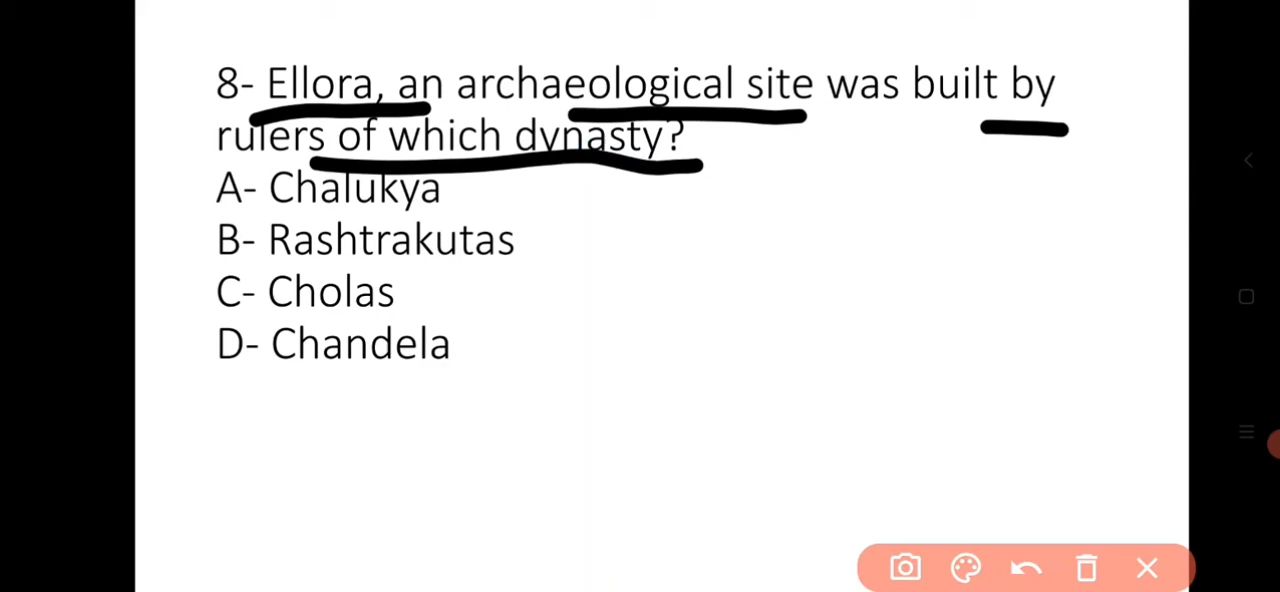 8- Ellora, an archaeological site was built by
rulers of which dynasty?
A- Chalukya
B- Rashtrakutas
C- Cholas
D- Chandela